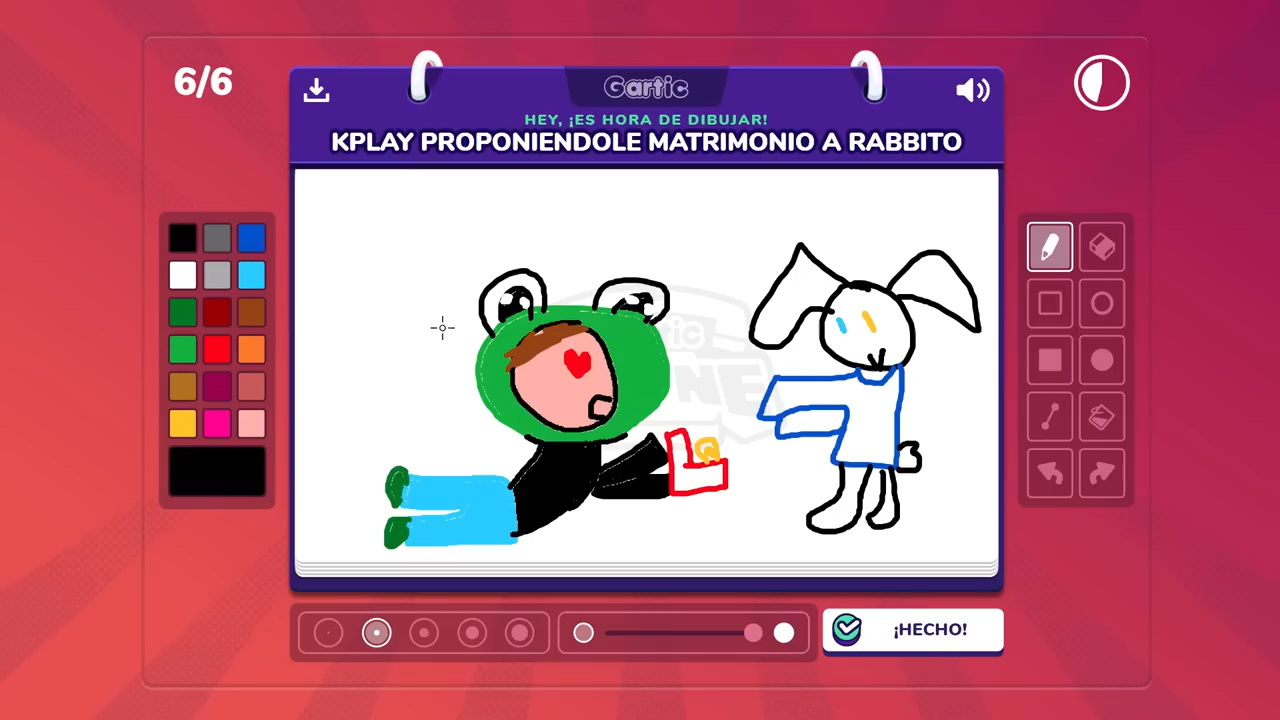 6/6
Gartic
HEY, ¡ES HORA DE DIBUJAR!
KPLAY PROPONIENDOLE MATRIMONIO A RABBITO
¡HECHO!